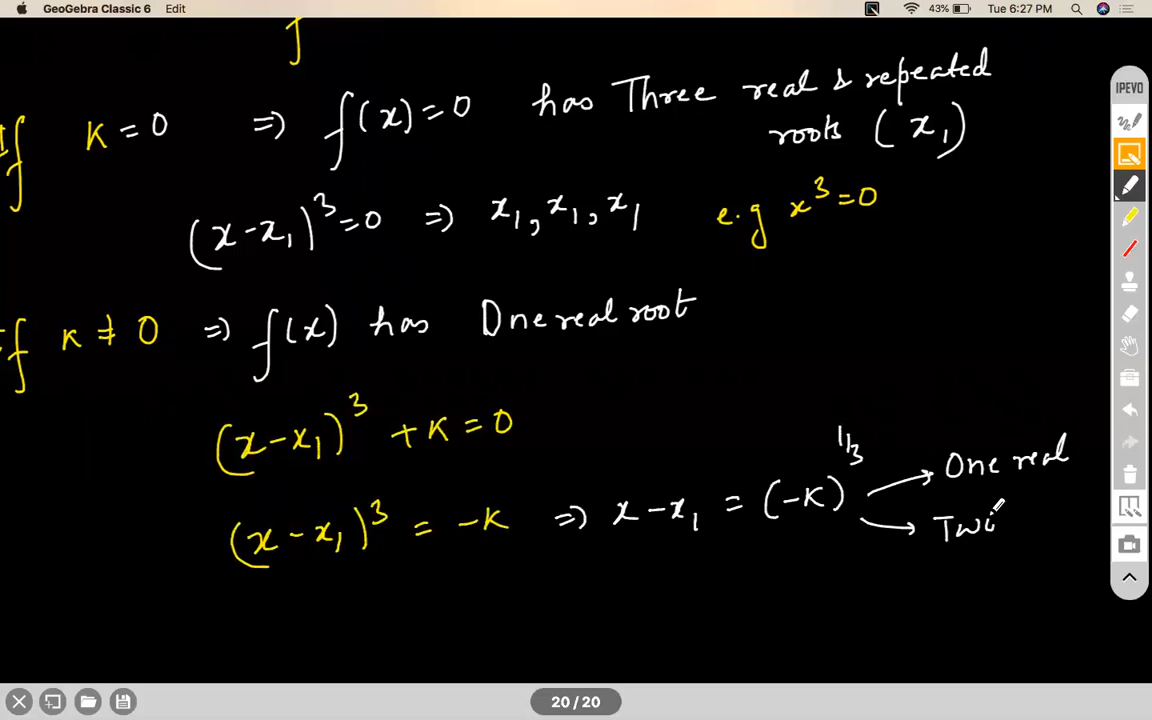 GeoGebra Classic 6 Edit 43% Tue 6:27 PM
IPEVO
If K = 0 ⇒ f(x) = 0 has Three real & repeated
roots (x₁)
(x-x₁)³ = 0 ⇒ x₁, x₁, x₁ e.g x³ = 0
If K ≠ 0 ⇒ f(x) has One real root
(x-x₁)³ + K = 0
(x-x₁)³ = -K ⇒ x-x₁ = (-K)^1/3 → One real
→ Two
20/20